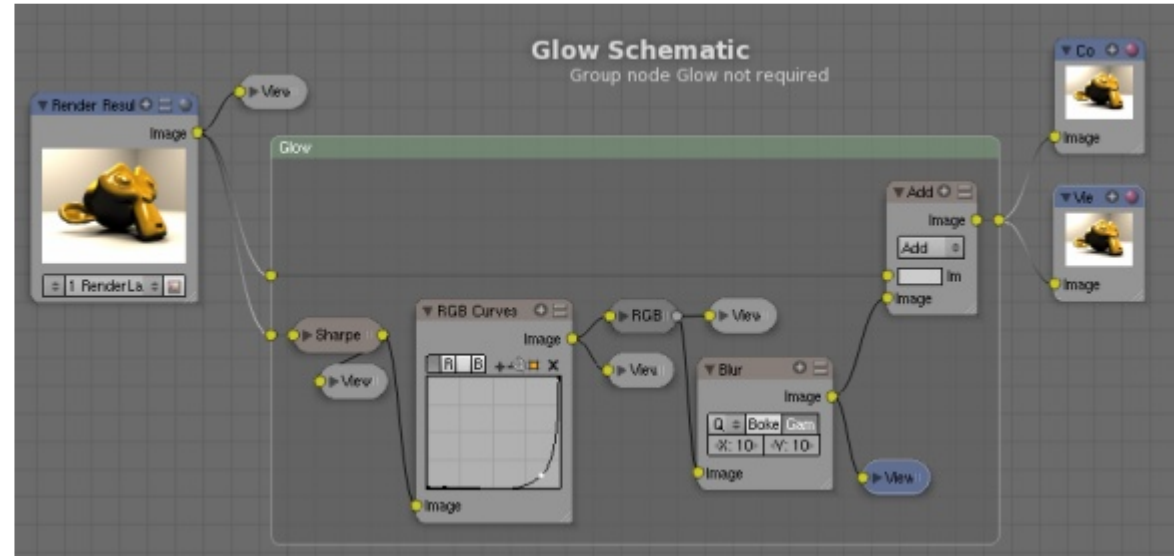 Glow Schematic
Group node Glow not required
Render Resul
Image
1 RenderLa.
View
Glow
Sharpe
View
RGB Curves
Image
R B X
Image
RGB
View
View
Blur
Image
Q Boke Gam
X: 10 Y: 10
Image
View
Add
Image
Add
Im
Image
Co
Image
Vie
Image